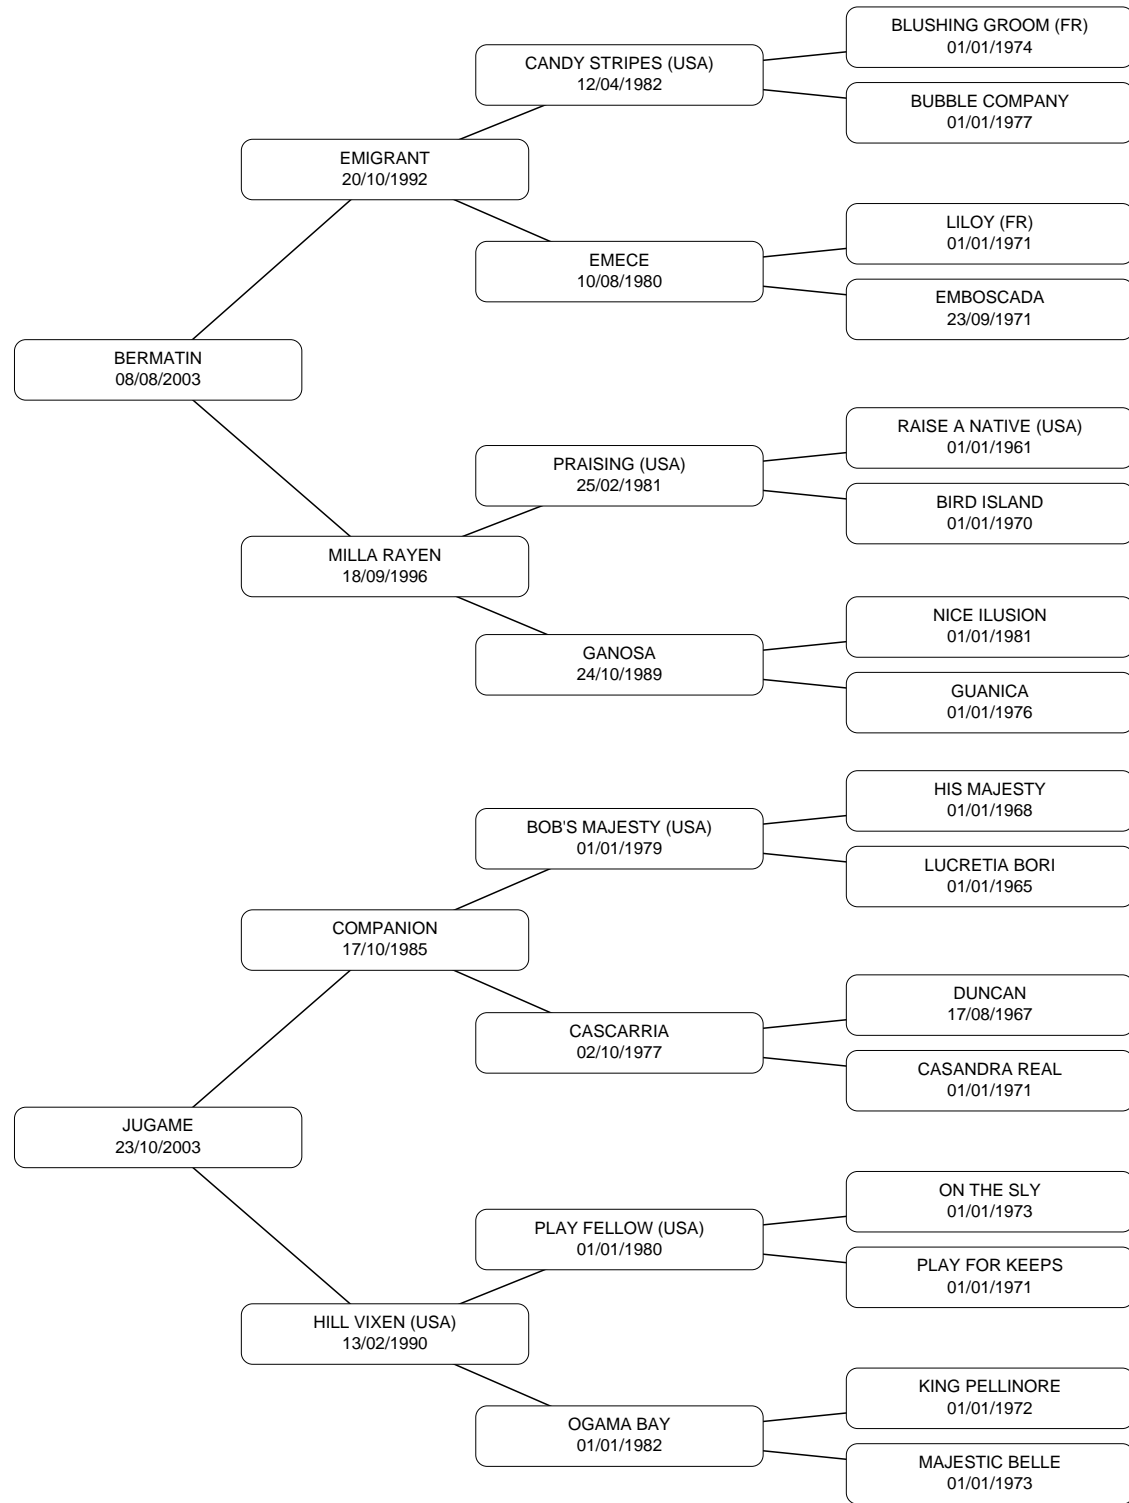 BLUSHING GROOM (FR)
01/01/1974
CANDY STRIPES (USA)
12/04/1982
BUBBLE COMPANY
01/01/1977
EMIGRANT
20/10/1992
LILOY (FR)
01/01/1971
EMECE
10/08/1980
EMBOSCADA
23/09/1971
BERMATIN
08/08/2003
RAISE A NATIVE (USA)
01/01/1961
PRAISING (USA)
25/02/1981
BIRD ISLAND
01/01/1970
MILLA RAYEN
18/09/1996
NICE ILUSION
01/01/1981
GANOSA
24/10/1989
GUANICA
01/01/1976
HIS MAJESTY
01/01/1968
BOB'S MAJESTY (USA)
01/01/1979
LUCRETIA BORI
01/01/1965
COMPANION
17/10/1985
DUNCAN
17/08/1967
CASCARRIA
02/10/1977
CASANDRA REAL
01/01/1971
JUGAME
23/10/2003
ON THE SLY
01/01/1973
PLAY FELLOW (USA)
01/01/1980
PLAY FOR KEEPS
01/01/1971
HILL VIXEN (USA)
13/02/1990
KING PELLINORE
01/01/1972
OGAMA BAY
01/01/1982
MAJESTIC BELLE
01/01/1973